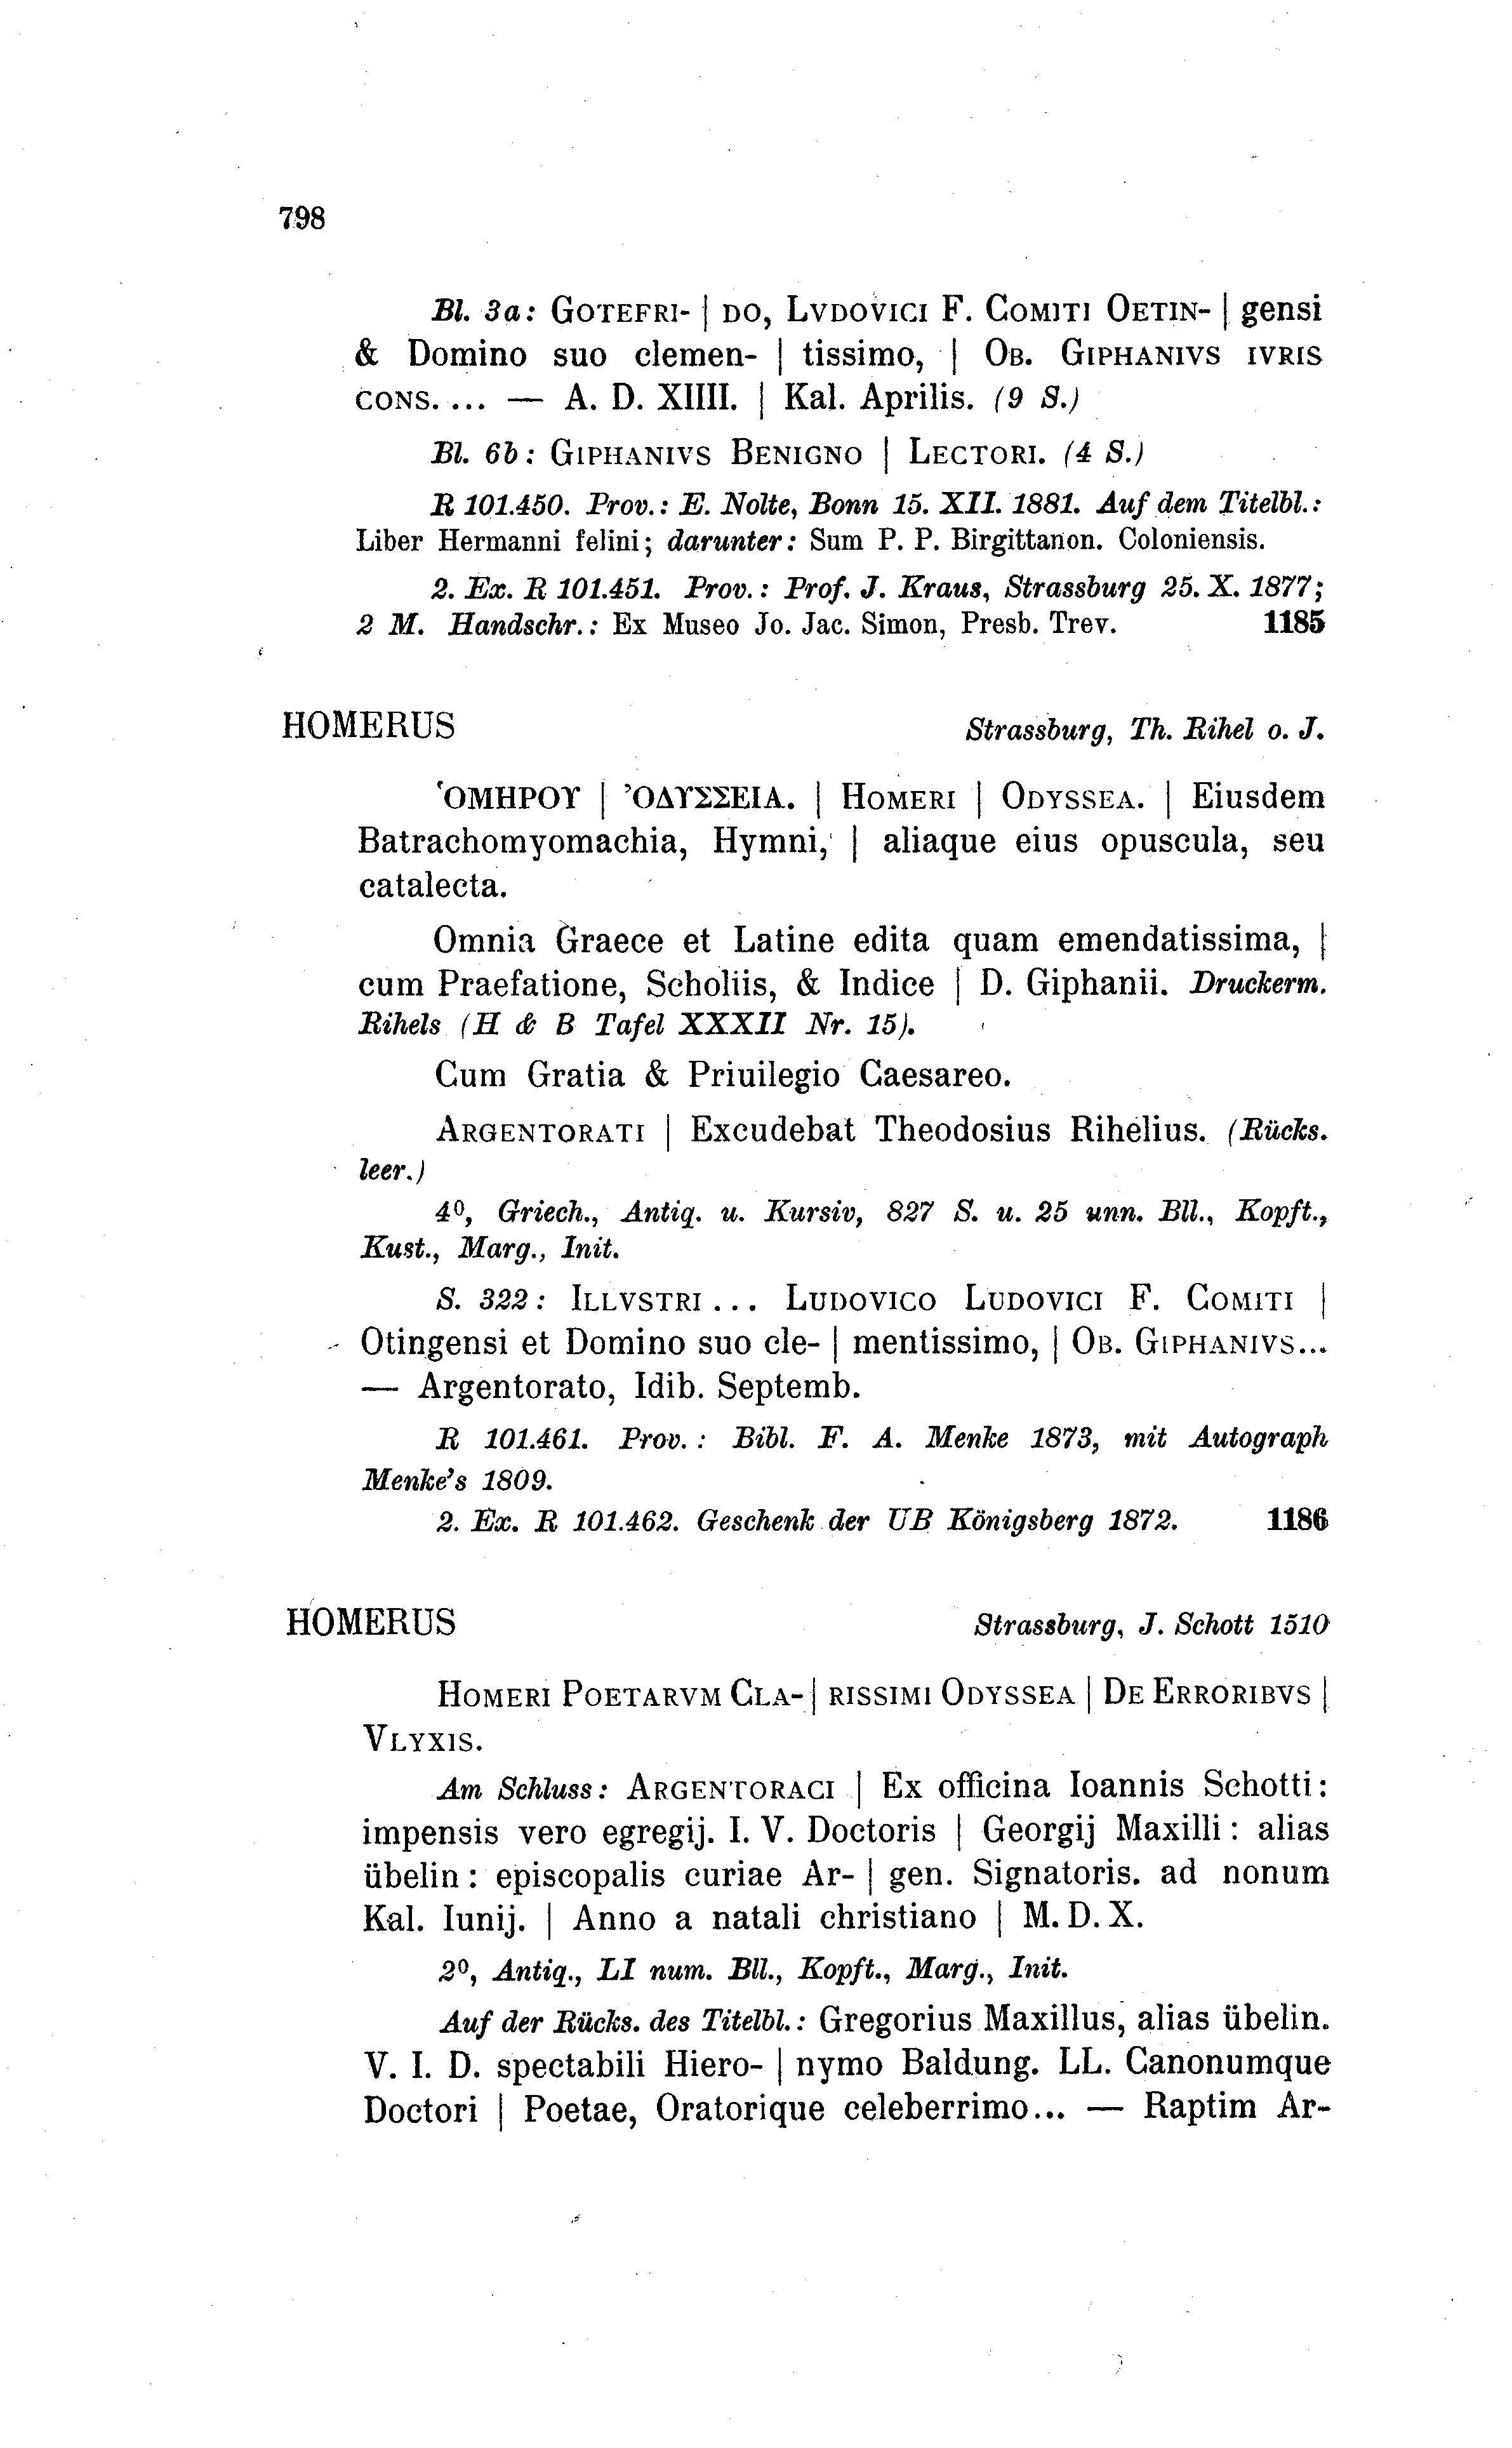 798
Bl. 3a: GOTEFRI- | DO, LVDOVICI F. COMITI OETIN- | gensi
& Domino suo clemen- | tissimo, | OB. GIPHANIVS IVRIS
CONS. ... — A. D. XIIII. | Kal. Aprilis. (9 S.)
Bl. 6b: GIPHANIVS BENIGNO | LECTORI. (4 S.)
R 101.450. Prov.: E. Nolte, Bonn 15. XII. 1881. Auf dem Titelbl.:
Liber Hermanni felini; darunter: Sum P. P. Birgittanon. Coloniensis.
2. Ex. R 101.451. Prov.: Prof. J. Kraus, Strassburg 25. X. 1877;
2 M. Handschr.: Ex Museo Jo. Jac. Simon, Presb. Trev. 1185
HOMERUS Strassburg, Th. Rihel o. J.
ὉΜΗΡΟΥ | ὈΔΥΣΣΕΙΑ. | HOMERI | ODYSSEA. | Eiusdem
Batrachomyomachia, Hymni, | aliaque eius opuscula, seu
catalecta.
Omnia Graece et Latine edita quam emendatissima, |
cum Praefatione, Scholiis, & Indice | D. Giphanii. Druckerm.
Rihels (H & B Tafel XXXII Nr. 15).
Cum Gratia & Priuilegio Caesareo.
ARGENTORATI | Excudebat Theodosius Rihelius. (Rücks.
leer.)
4º, Griech., Antiq. u. Kursiv, 827 S. u. 25 unn. Bll., Kopft.,
Kust., Marg., Init.
S. 322: ILLVSTRI ... LUDOVICO LUDOVICI F. COMITI |
Otingensi et Domino suo cle- | mentissimo, | OB. GIPHANIVS...
— Argentorato, Idib. Septemb.
R 101.461. Prov.: Bibl. F. A. Menke 1873, mit Autograph
Menke's 1809.
2. Ex. R 101.462. Geschenk der UB Königsberg 1872. 1186
HOMERUS Strassburg, J. Schott 1510
HOMERI POETARVM CLA- | RISSIMI ODYSSEA | DE ERRORIBVS |
VLYXIS.
Am Schluss: ARGENTORACI | Ex officina Ioannis Schotti:
impensis vero egregij. I. V. Doctoris | Georgij Maxilli: alias
übelin: episcopalis curiae Ar- | gen. Signatoris. ad nonum
Kal. Iunij. | Anno a natali christiano | M. D. X.
2º, Antiq., LI num. Bll., Kopft., Marg., Init.
Auf der Rücks. des Titelbl.: Gregorius Maxillus, alias übelin.
V. I. D. spectabili Hiero- | nymo Baldung. LL. Canonumque
Doctori | Poetae, Oratorique celeberrimo... — Raptim Ar-